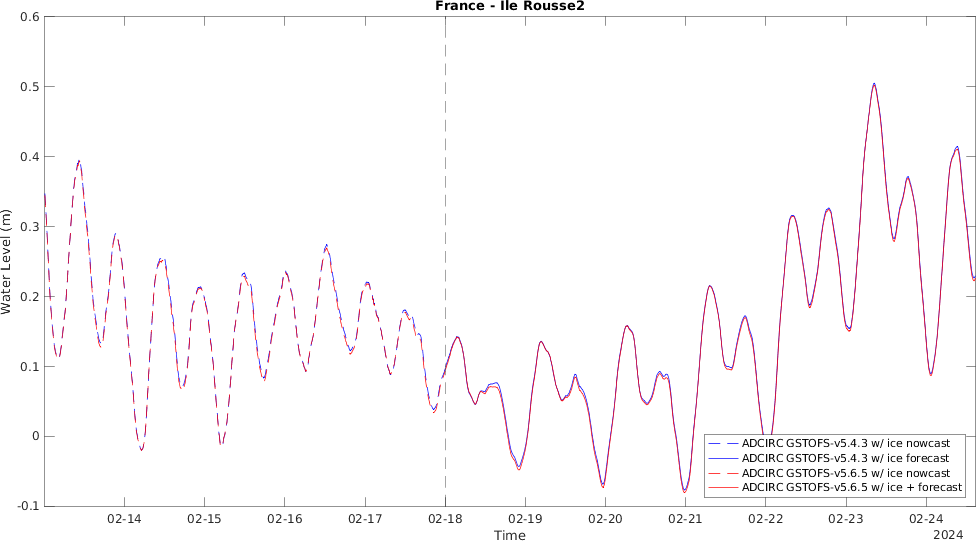 France - Ile Rousse2
0.6
0.5
0.4
0.3
0.2
0.1
0
-0.1
Water Level (m)
02-14 02-15 02-16 02-17 02-18 02-19 02-20 02-21 02-22 02-23 02-24
Time
2024
ADCIRC GSTOFS-v5.4.3 w/ ice nowcast
ADCIRC GSTOFS-v5.4.3 w/ ice forecast
ADCIRC GSTOFS-v5.6.5 w/ ice nowcast
ADCIRC GSTOFS-v5.6.5 w/ ice + forecast